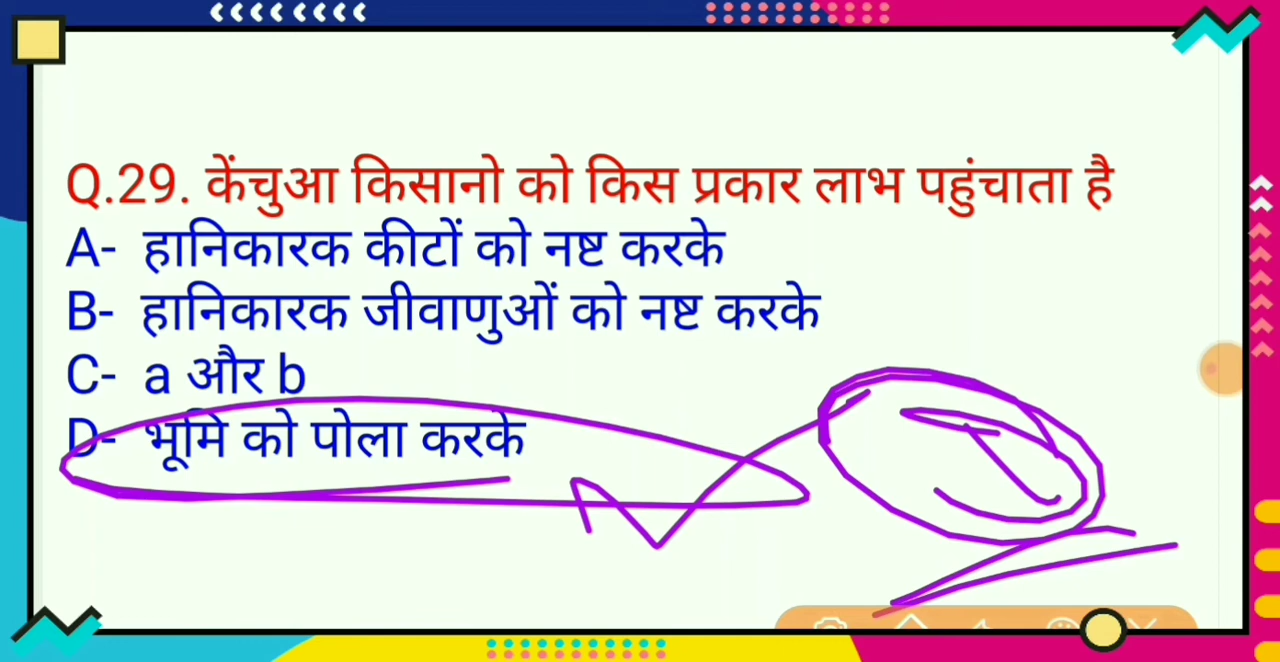 Q.29. केंचुआ किसानो को किस प्रकार लाभ पहुंचाता है
A- हानिकारक कीटों को नष्ट करके
B- हानिकारक जीवाणुओं को नष्ट करके
C- a और b
D- भूमि को पोला करके